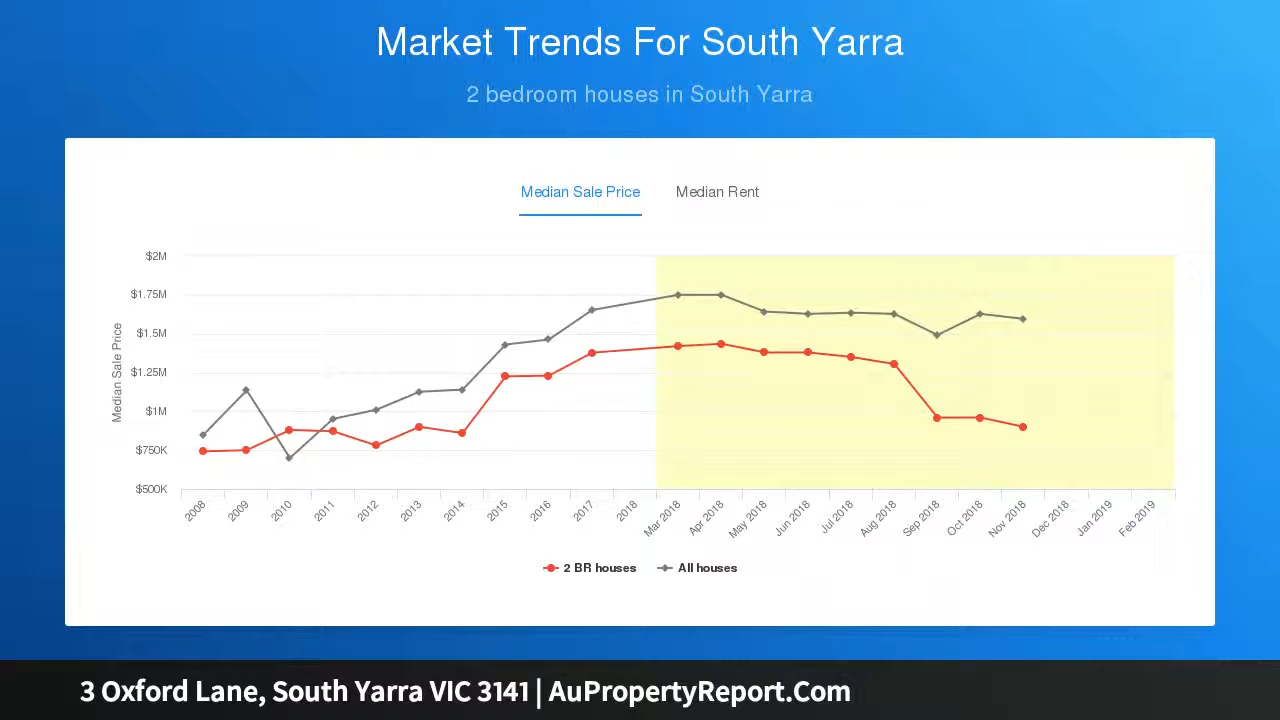 Market Trends For South Yarra
2 bedroom houses in South Yarra
Median Sale Price Median Rent
$2M
$1.75M
$1.5M
$1.25M
$1M
$750K
$500K
Median Sale Price
2008 2009 2010 2011 2012 2013 2014 2015 2016 2017 2018 Mar 2018 Apr 2018 May 2018 Jun 2018 Jul 2018 Aug 2018 Sep 2018 Oct 2018 Nov 2018 Dec 2018 Jan 2019 Feb 2019
2 BR houses All houses
3 Oxford Lane, South Yarra VIC 3141 | AuPropertyReport.Com